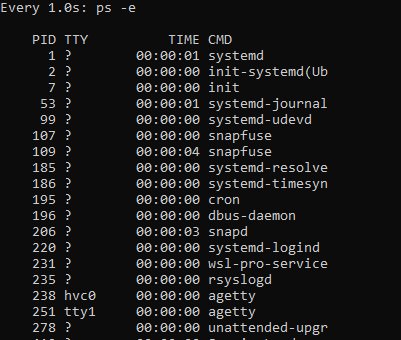 Every 1.0s: ps -e
PID TTY TIME CMD
1 ? 00:00:01 systemd
2 ? 00:00:00 init-systemd(Ub
7 ? 00:00:00 init
53 ? 00:00:01 systemd-journal
99 ? 00:00:00 systemd-udevd
107 ? 00:00:00 snapfuse
109 ? 00:00:04 snapfuse
185 ? 00:00:00 systemd-resolve
186 ? 00:00:00 systemd-timesyn
195 ? 00:00:00 cron
196 ? 00:00:00 dbus-daemon
206 ? 00:00:03 snapd
220 ? 00:00:00 systemd-logind
231 ? 00:00:00 wsl-pro-service
235 ? 00:00:00 rsyslogd
238 hvc0 00:00:00 agetty
251 tty1 00:00:00 agetty
278 ? 00:00:00 unattended-upgr